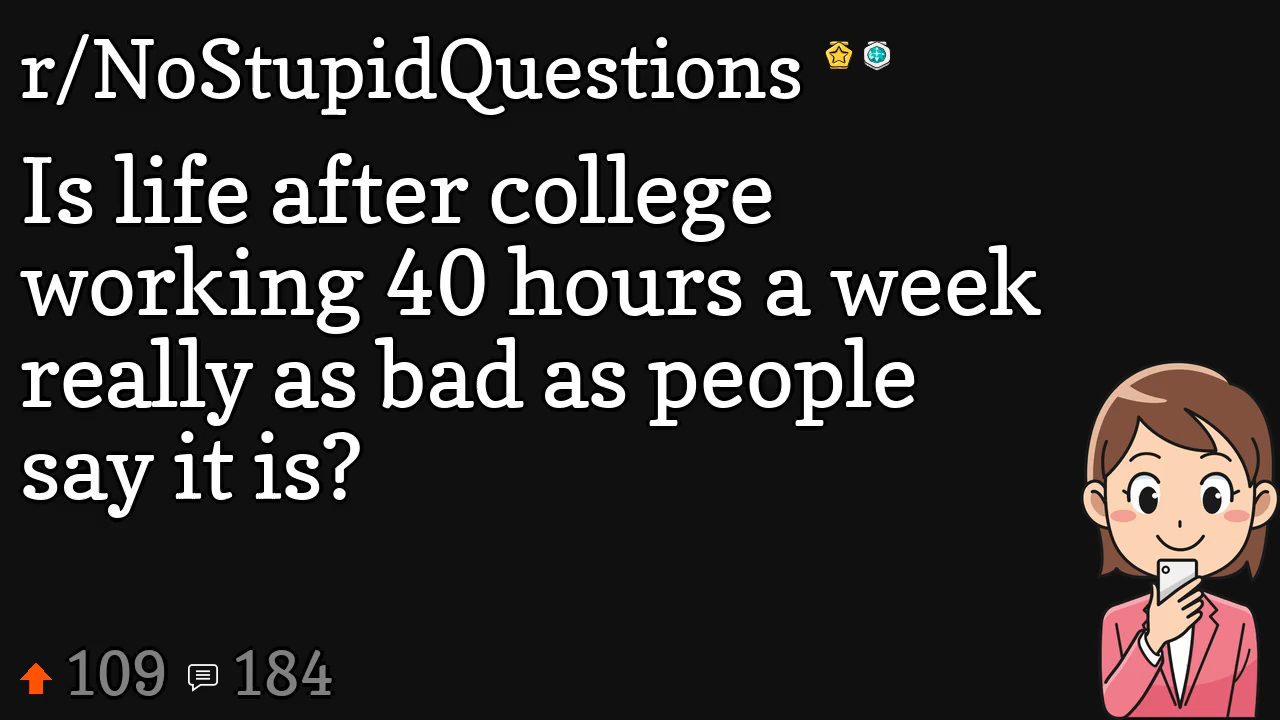 r/NoStupidQuestions
Is life after college
working 40 hours a week
really as bad as people
say it is?
109 184